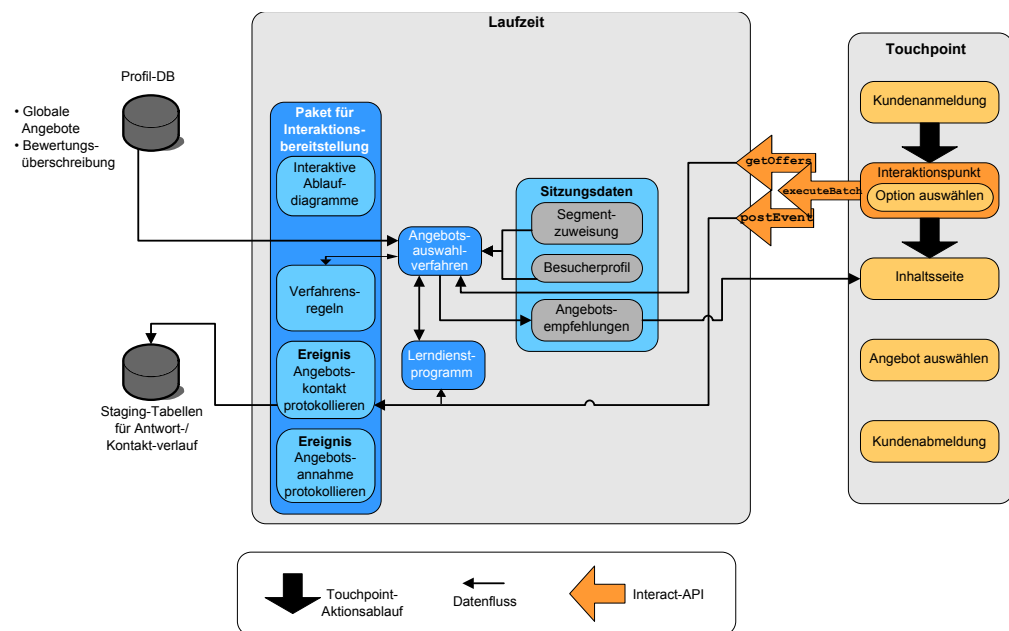 Laufzeit
Touchpoint
Profil-DB
• Globale
Angebote
• Bewertungs-
überschreibung
Paket für
Interaktions-
bereitstellung
Interaktive
Ablauf-
diagramme
Verfahrens-
regeln
Ereignis
Angebots-
kontakt
protokollieren
Ereignis
Angebots-
annahme
protokollieren
Staging-Tabellen
für Antwort-/
Kontakt-verlauf
Angebots-
auswahl-
verfahren
Lerndienst-
programm
Sitzungsdaten
Segment-
zuweisung
Besucherprofil
Angebots-
empfehlungen
getOffers
executeBatch
postEvent
Kundenanmeldung
Interaktionspunkt
Option auswählen
Inhaltsseite
Angebot auswählen
Kundenabmeldung
Touchpoint-
Aktionsablauf
Datenfluss
Interact-API